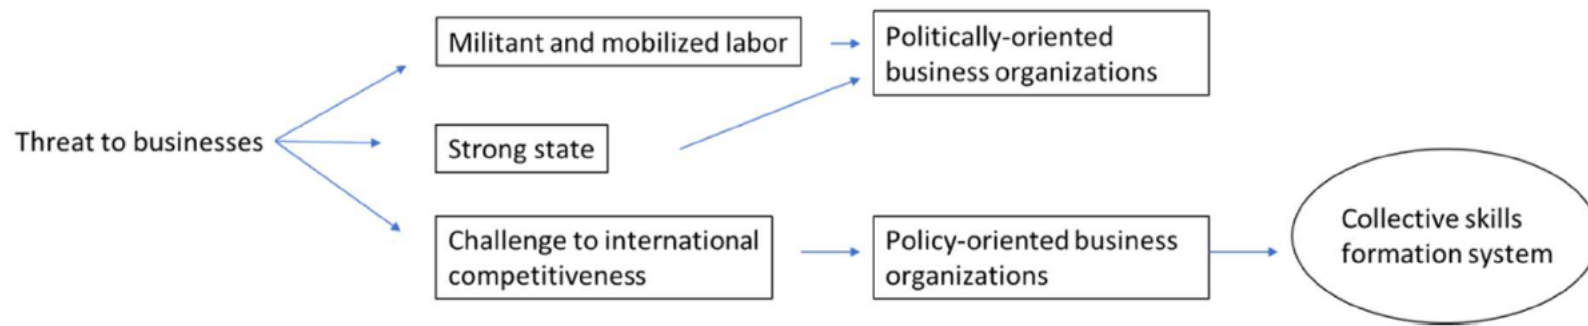 Threat to businesses
Militant and mobilized labor
Strong state
Challenge to international
competitiveness
Politically-oriented
business organizations
Policy-oriented business
organizations
Collective skills
formation system